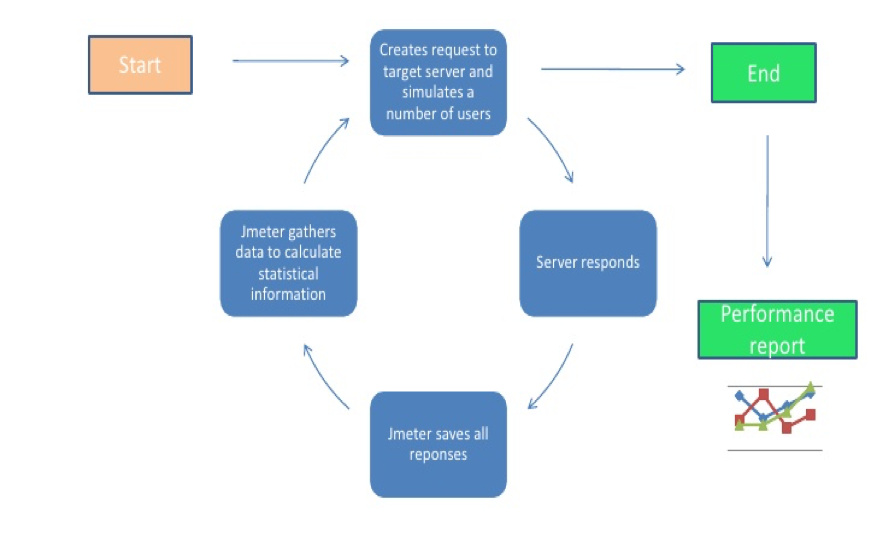 Start
Creates request to
target server and
simulates a
number of users
End
Jmeter gathers
data to calculate
statistical
information
Server responds
Performance
report
Jmeter saves all
reponses